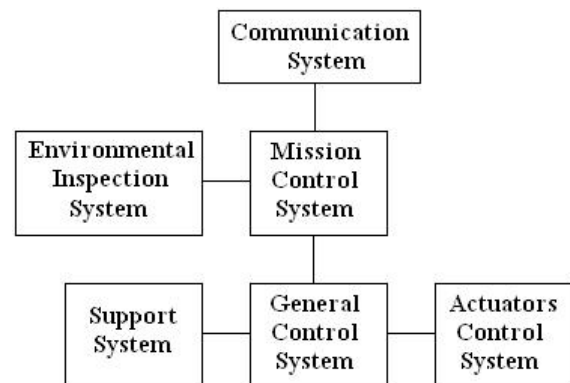 Communication
System
Environmental
Inspection
System
Mission
Control
System
Support
System
General
Control
System
Actuators
Control
System